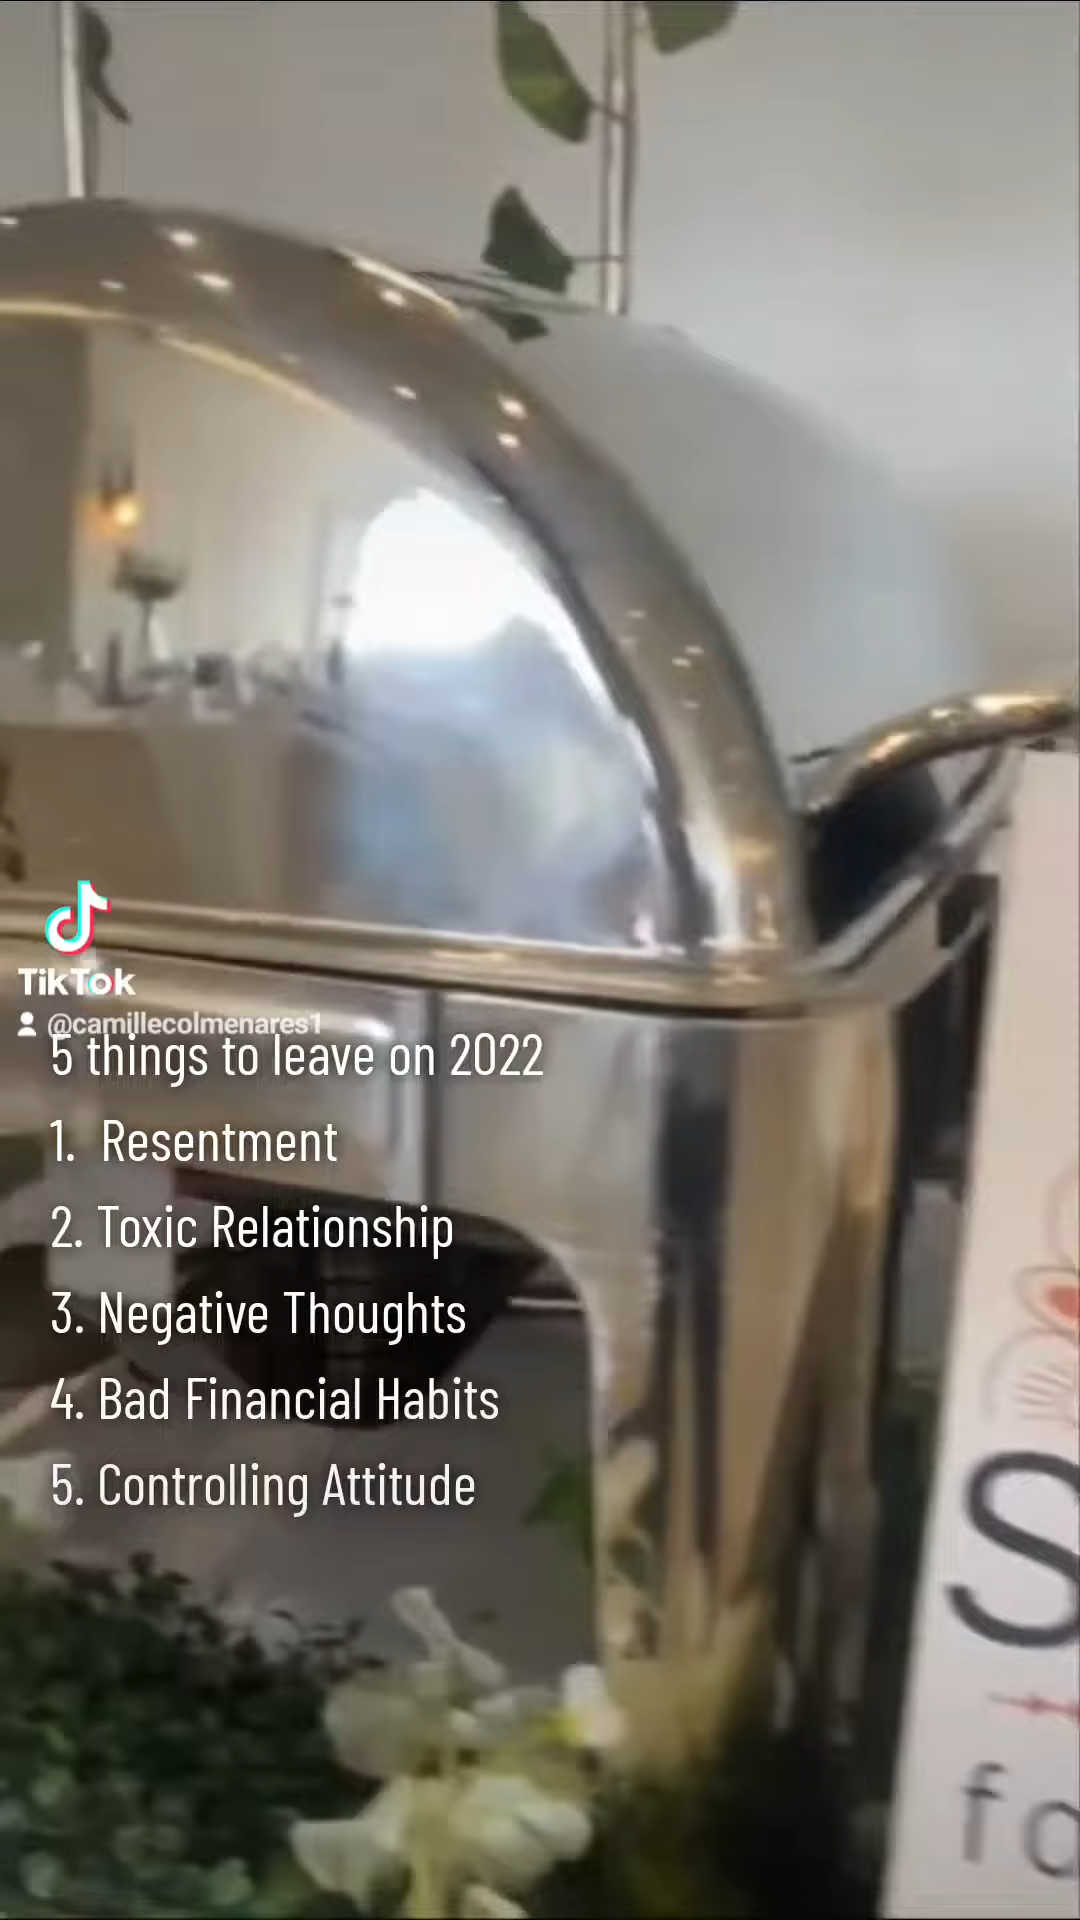 TikTok
@camillecolmenares1
5 things to leave on 2022
1. Resentment
2. Toxic Relationship
3. Negative Thoughts
4. Bad Financial Habits
5. Controlling Attitude